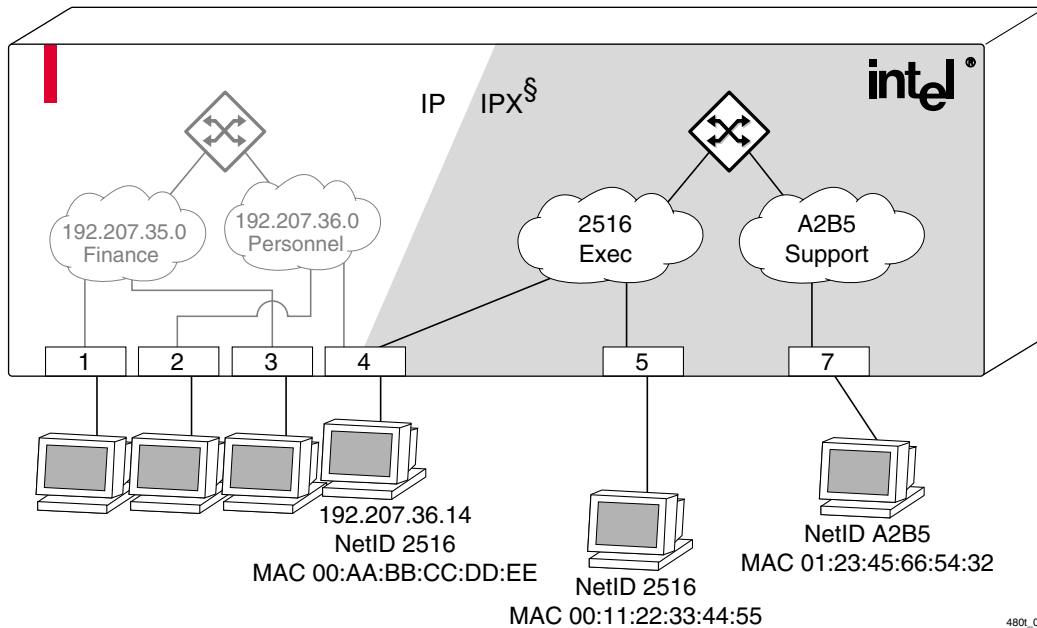 IP IPX§
intel®
192.207.35.0
Finance
192.207.36.0
Personnel
2516
Exec
A2B5
Support
1 2 3 4 5 7
192.207.36.14
NetID 2516
MAC 00:AA:BB:CC:DD:EE
NetID 2516
MAC 00:11:22:33:44:55
NetID A2B5
MAC 01:23:45:66:54:32